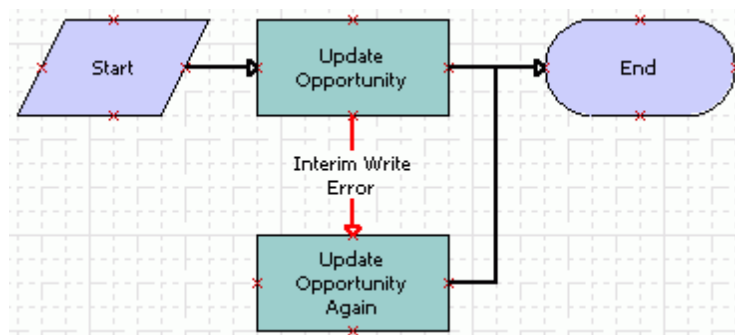 Start
Update
Opportunity
End
Interim Write
Error
Update
Opportunity
Again